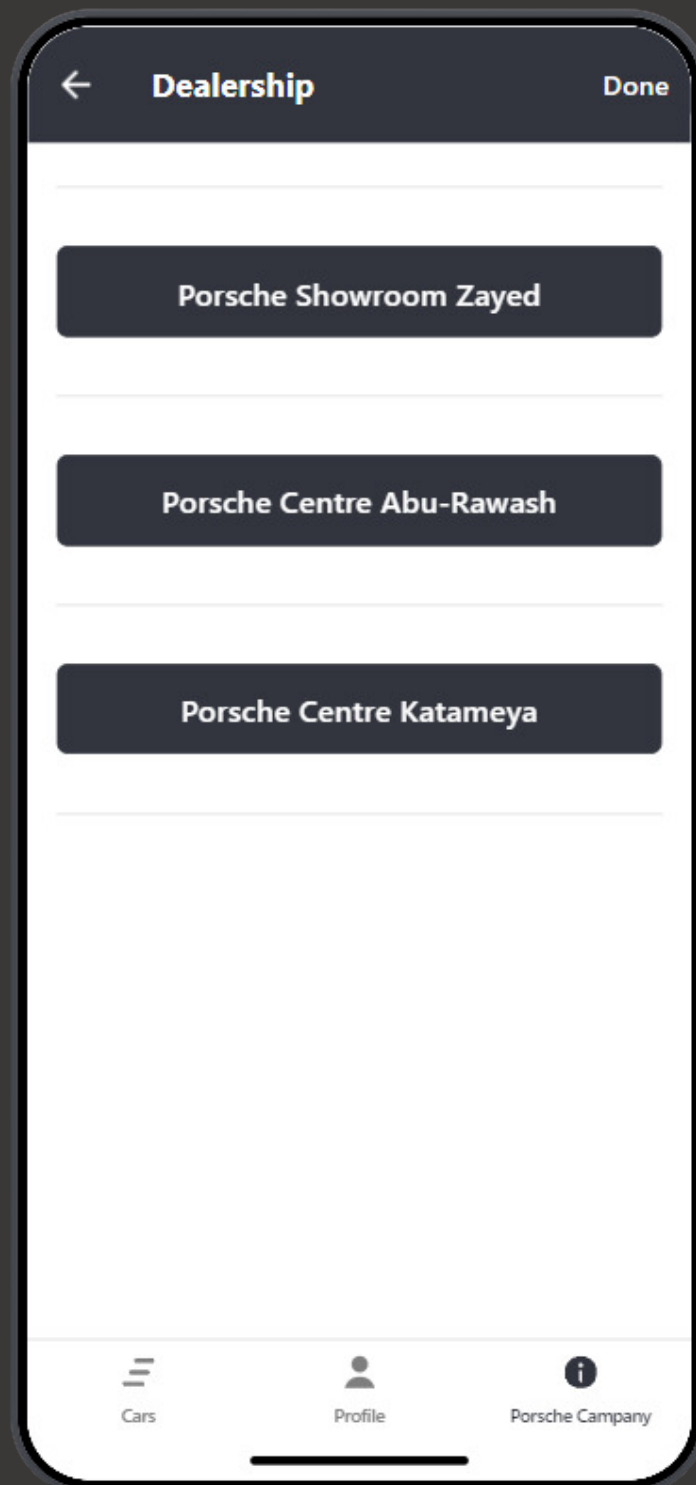 Dealership
Done
Porsche Showroom Zayed
Porsche Centre Abu-Rawash
Porsche Centre Katameya
Cars
Profile
Porsche Campany